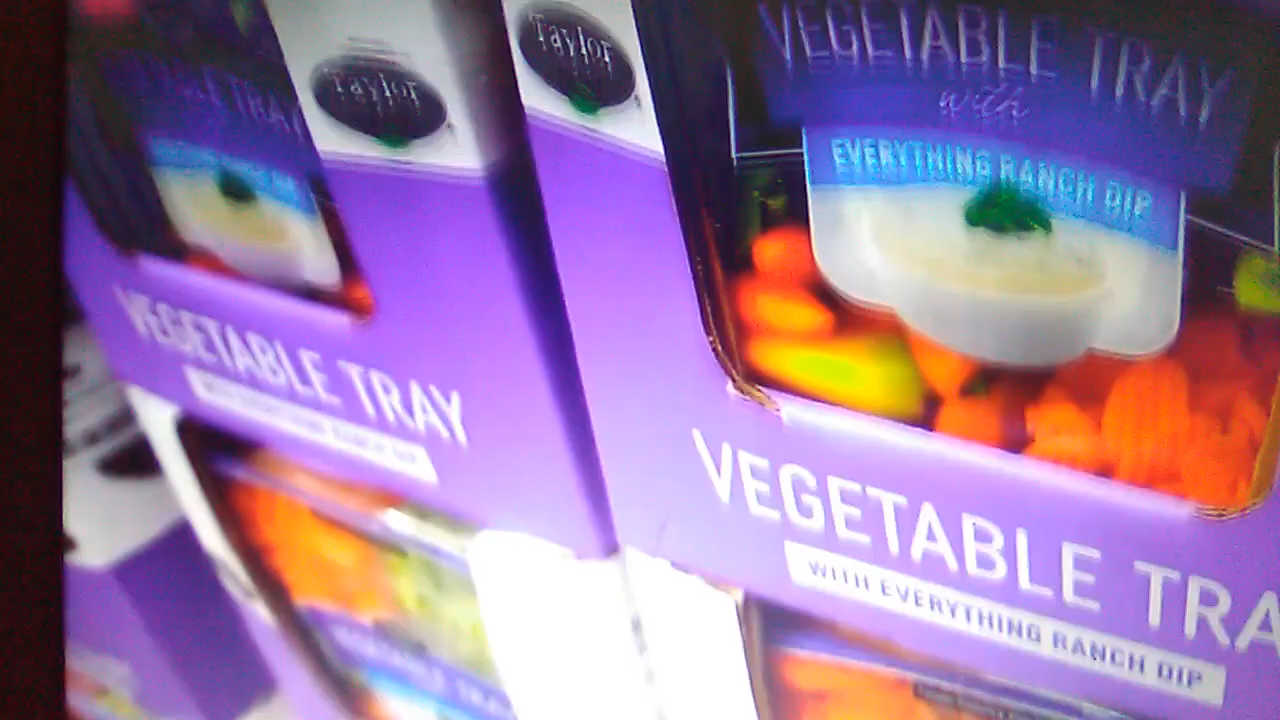 Taylor
Taylor
VEGETABLE TRAY
with
EVERYTHING RANCH DIP
VEGETABLE TRAY
VEGETABLE TRA
WITH EVERYTHING RANCH DIP